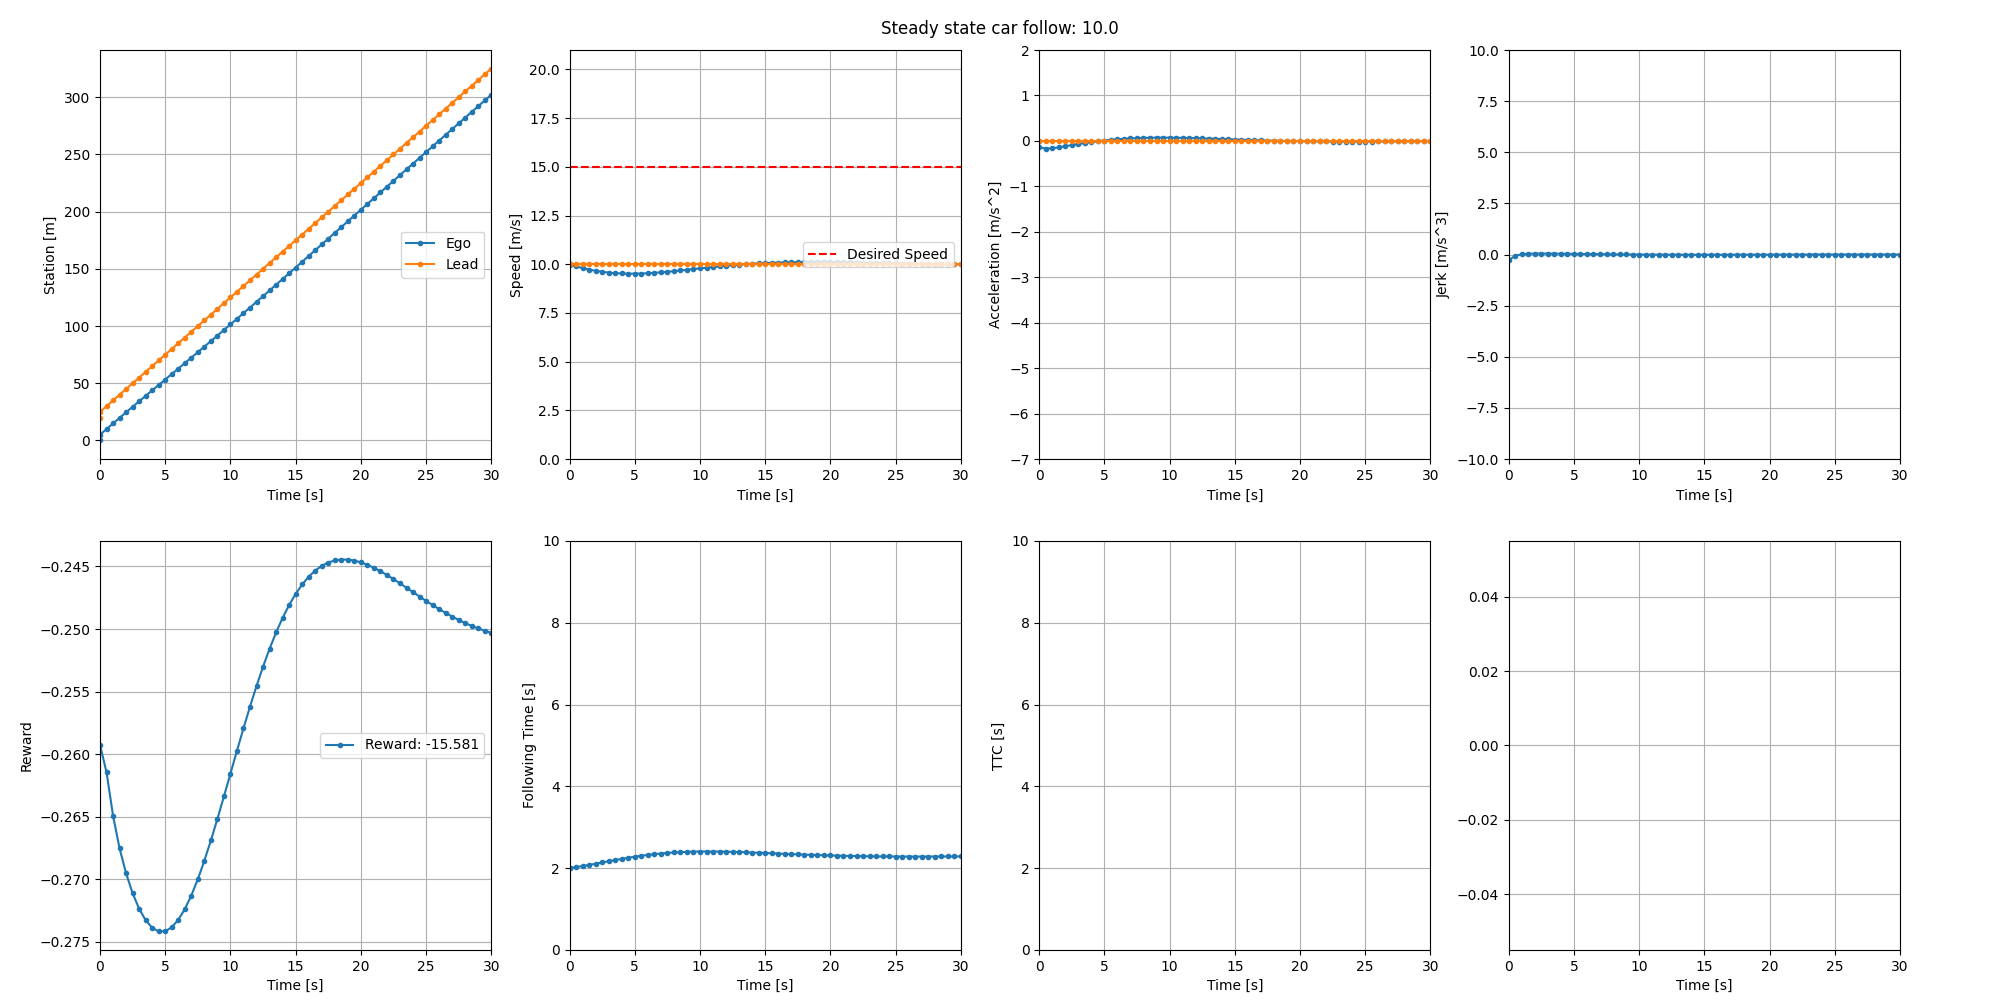 Steady state car follow: 10.0
Station [m]
300
250
200
150
100
50
0
Ego
Lead
0 5 10 15 20 25 30
Time [s]
Speed [m/s]
20.0
17.5
15.0
12.5
10.0
7.5
5.0
2.5
0.0
Desired Speed
0 5 10 15 20 25 30
Time [s]
Acceleration [m/s^2]
2
1
0
−1
−2
−3
−4
−5
−6
−7
0 5 10 15 20 25 30
Time [s]
Jerk [m/s^3]
10.0
7.5
5.0
2.5
0.0
−2.5
−5.0
−7.5
−10.0
0 5 10 15 20 25 30
Time [s]
Reward
−0.245
−0.250
−0.255
−0.260
−0.265
−0.270
−0.275
Reward: -15.581
0 5 10 15 20 25 30
Time [s]
Following Time [s]
10
8
6
4
2
0
0 5 10 15 20 25 30
Time [s]
TTC [s]
10
8
6
4
2
0
0 5 10 15 20 25 30
Time [s]
0.04
0.02
0.00
−0.02
−0.04
0 5 10 15 20 25 30
Time [s]